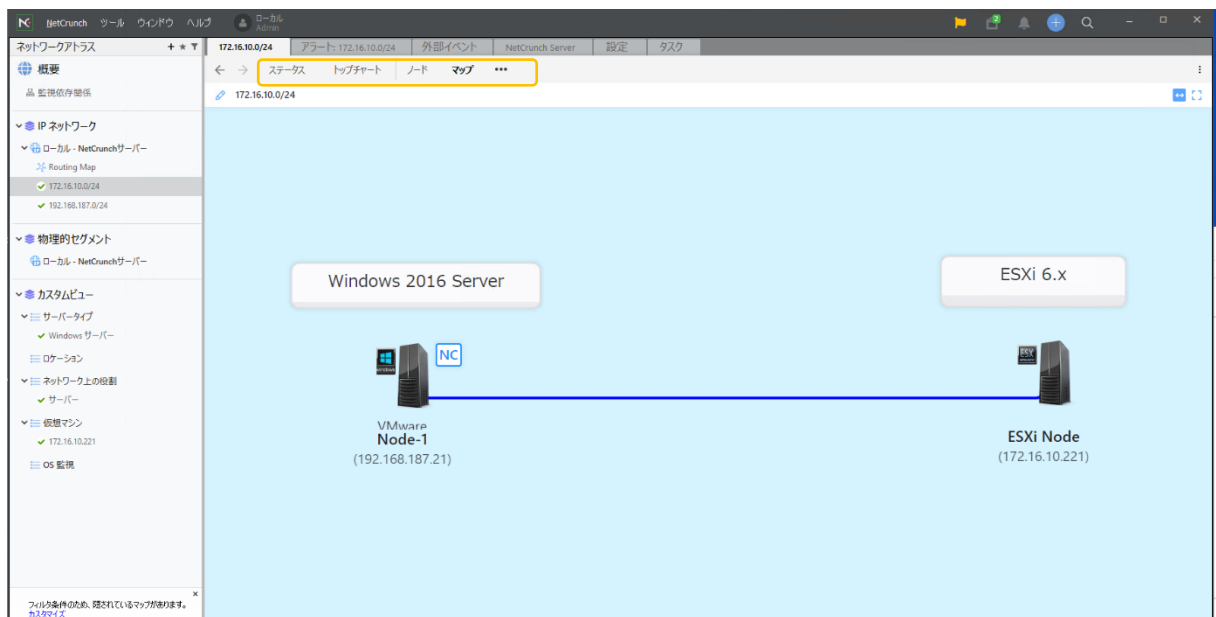 NetCrunch ツール ウィンドウ ヘルプ
ローカル
Admin
2
ネットワークアトラス
概要
監視依存関係
IP ネットワーク
ローカル - NetCrunchサーバー
Routing Map
172.16.10.0/24
192.168.187.0/24
物理的セグメント
ローカル - NetCrunchサーバー
カスタムビュー
サーバータイプ
Windows サーバー
ロケーション
ネットワーク上の役割
サーバー
仮想マシン
172.16.10.221
OS 監視
フィルタ条件のため、隠されているマップがあります。
カスタマイズ
172.16.10.0/24 アラート: 172.16.10.0/24 外部イベント NetCrunch Server 設定 タスク
ステータス トップチャート ノード マップ •••
172.16.10.0/24
Windows 2016 Server
ESXi 6.x
windows
NC
ESX
vmware
VMware
Node-1
(192.168.187.21)
ESXi Node
(172.16.10.221)